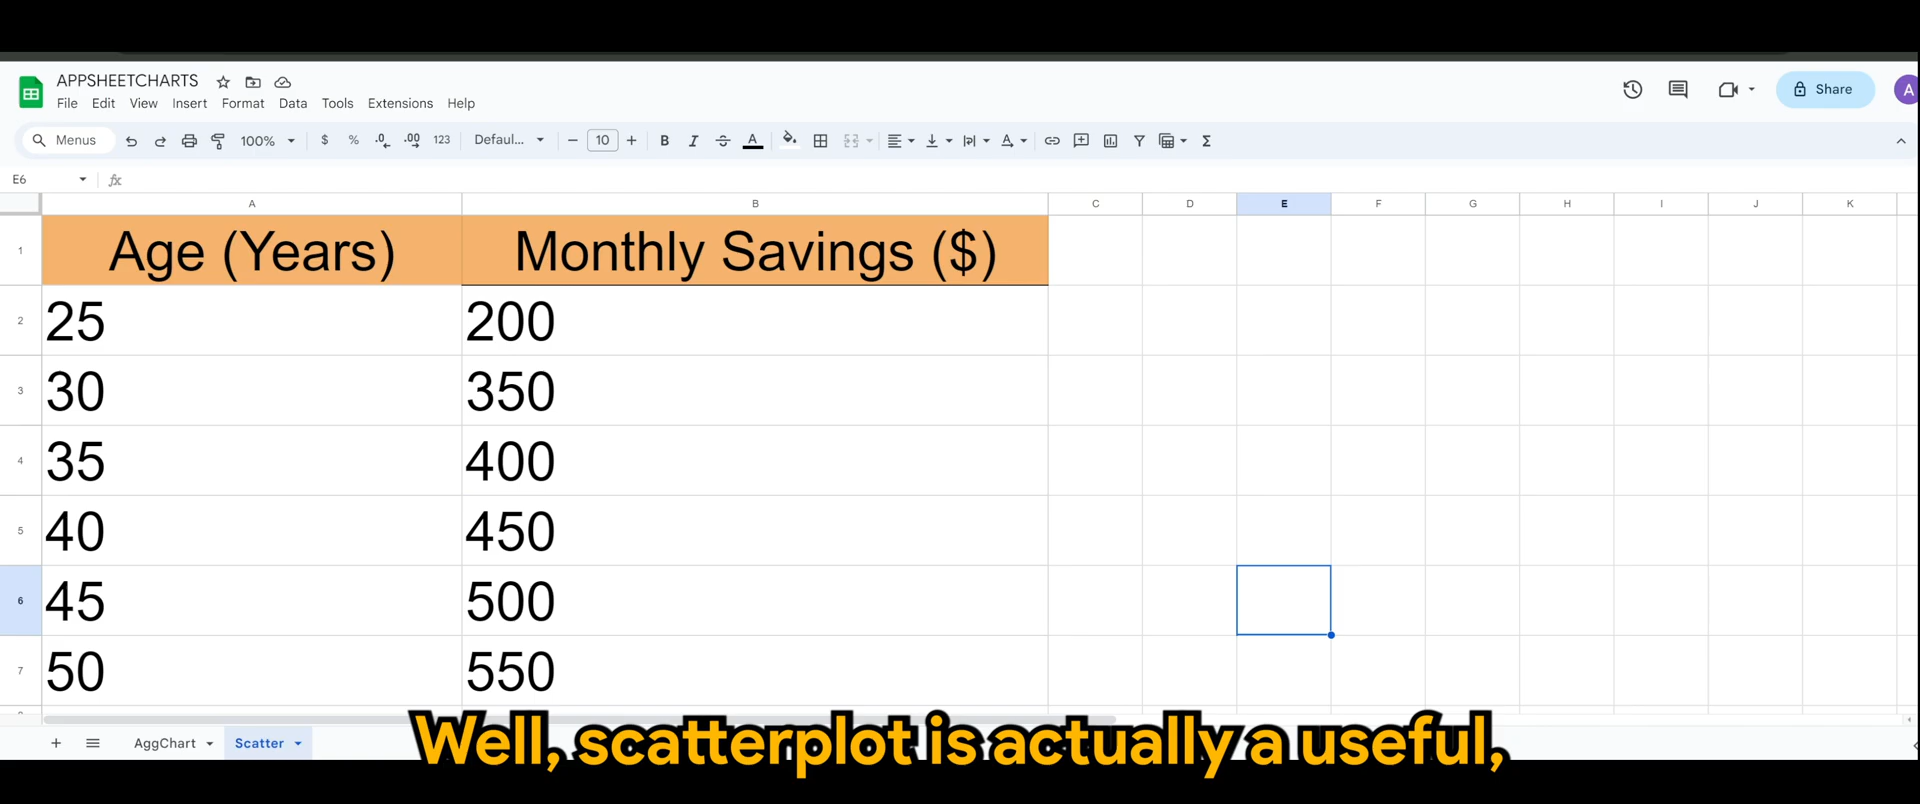 APPSHEETCHARTS
File Edit View Insert Format Data Tools Extensions Help
Share
A
Menus 100% $ % .0 .00 123 Defaul... 10 B I S A A Σ
E6 fx
A B C D E F G H I J K
1 Age (Years) Monthly Savings ($)
2 25 200
3 30 350
4 35 400
5 40 450
6 45 500
7 50 550
AggChart Scatter
Well, scatterplot is actually a useful,